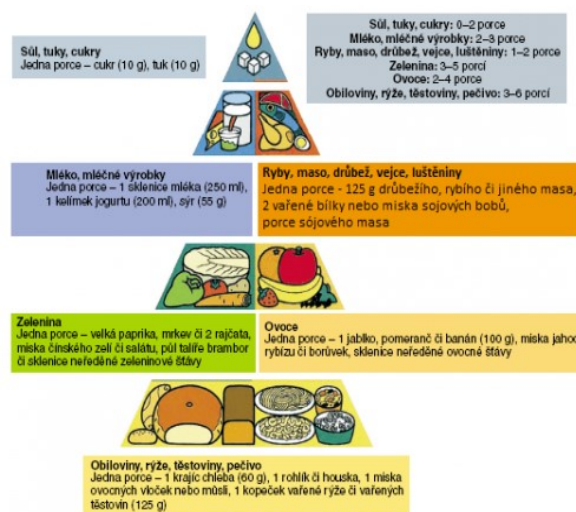 Sůl, tuky, cukry
Jedna porce – cukr (10 g), tuk (10 g)
Sůl, tuky, cukry: 0–2 porce
Mléko, mléčné výrobky: 2–3 porce
Ryby, maso, drůbež, vejce, luštěniny: 1–2 porce
Zelenina: 3–5 porcí
Ovoce: 2–4 porce
Obiloviny, rýže, těstoviny, pečivo: 3–6 porcí
Mléko, mléčné výrobky
Jedna porce – 1 sklenice mléka (250 ml),
1 kelímek jogurtu (200 ml), sýr (55 g)
Ryby, maso, drůbež, vejce, luštěniny
Jedna porce - 125 g drůbežího, rybího či jiného masa,
2 vařené bílky nebo miska sojových bobů,
porce sójového masa
Zelenina
Jedna porce – velká paprika, mrkev či 2 rajčata,
miska čínského zelí či salátu, půl talíře brambor
či sklenice neředěné zeleninové šťávy
Ovoce
Jedna porce – 1 jablko, pomeranč či banán (100 g), miska jahod
rybízu či borůvek, sklenice neředěné ovocné šťávy
Obiloviny, rýže, těstoviny, pečivo
Jedna porce – 1 krajíc chleba (60 g), 1 rohlík či houska, 1 miska
ovocných vloček nebo műsli, 1 kopeček vařené rýže či vařených
těstovin (125 g)